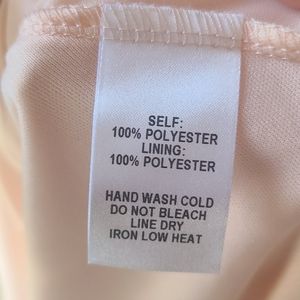 SELF:
100% POLYESTER
LINING:
100% POLYESTER
HAND WASH COLD
DO NOT BLEACH
LINE DRY
IRON LOW HEAT